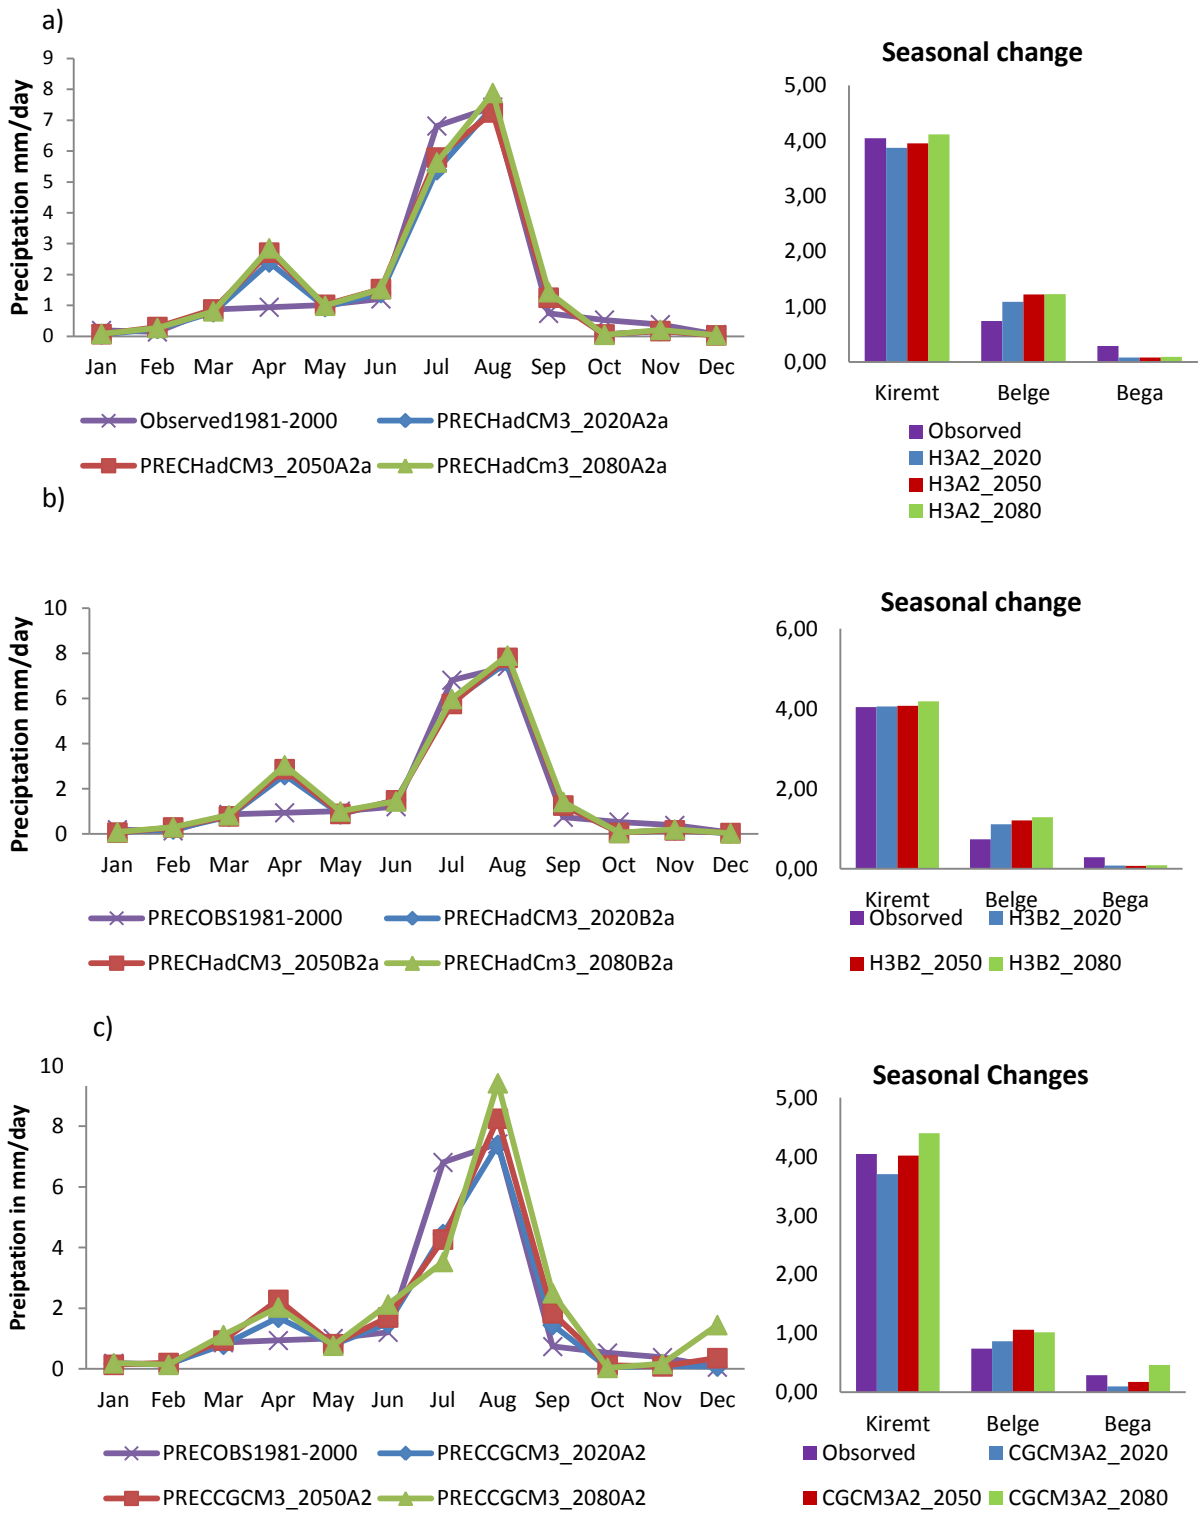 a)
Preciptation mm/day
9
8
7
6
5
4
3
2
1
0
Jan Feb Mar Apr May Jun Jul Aug Sep Oct Nov Dec
Observed1981-2000 PRECHadCM3_2020A2a
PRECHadCM3_2050A2a PRECHadCm3_2080A2a
Seasonal change
5,00
4,00
3,00
2,00
1,00
0,00
Kiremt Belge Bega
Obsorved
H3A2_2020
H3A2_2050
H3A2_2080
b)
Preciptation mm/day
10
8
6
4
2
0
Jan Feb Mar Apr May Jun Jul Aug Sep Oct Nov Dec
PRECOBS1981-2000 PRECHadCM3_2020B2a
PRECHadCM3_2050B2a PRECHadCm3_2080B2a
Seasonal change
6,00
4,00
2,00
0,00
Kiremt Belge Bega
Observed H3B2_2020
H3B2_2050 H3B2_2080
c)
Preiptation in mm/day
10
8
6
4
2
0
Jan Feb Mar Apr May Jun Jul Aug Sep Oct Nov Dec
PRECOBS1981-2000 PRECCGCM3_2020A2
PRECCGCM3_2050A2 PRECCGCM3_2080A2
Seasonal Changes
5,00
4,00
3,00
2,00
1,00
0,00
Kiremt Belge Bega
Observed CGCM3A2_2020
CGCM3A2_2050 CGCM3A2_2080